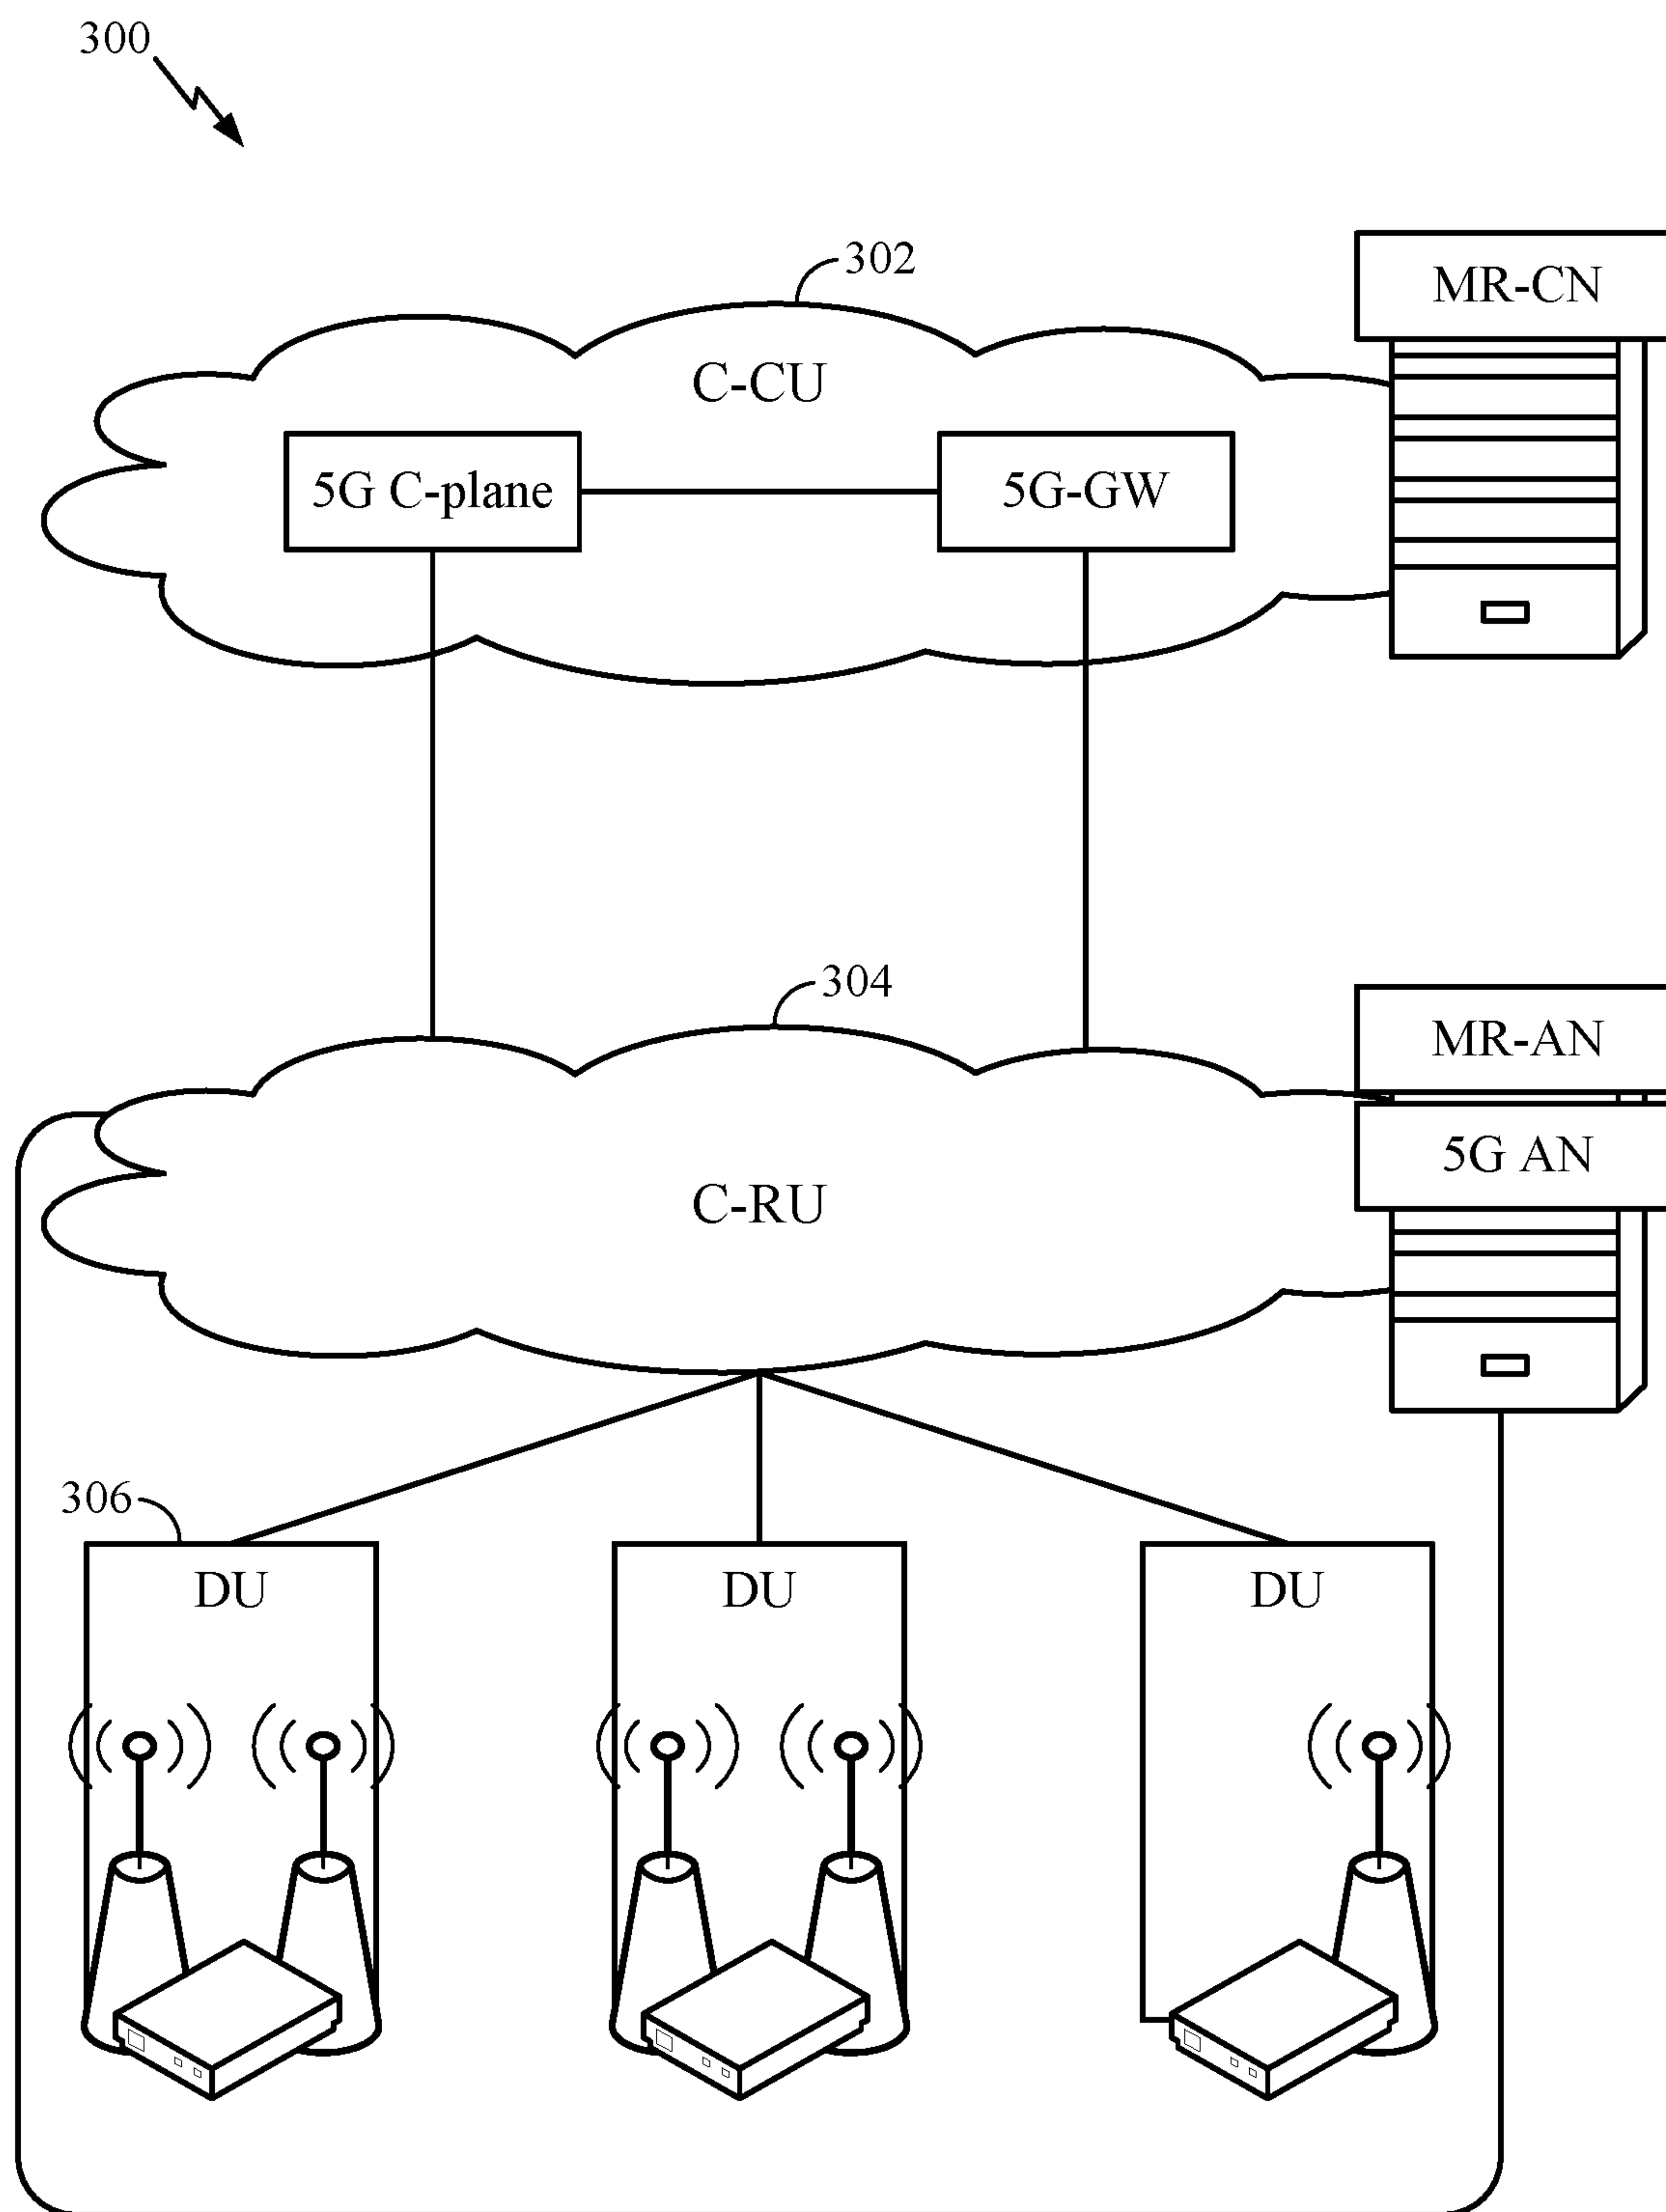 300
302
MR-CN
C-CU
5G C-plane
5G-GW
304
MR-AN
5G AN
C-RU
306
DU
DU
DU